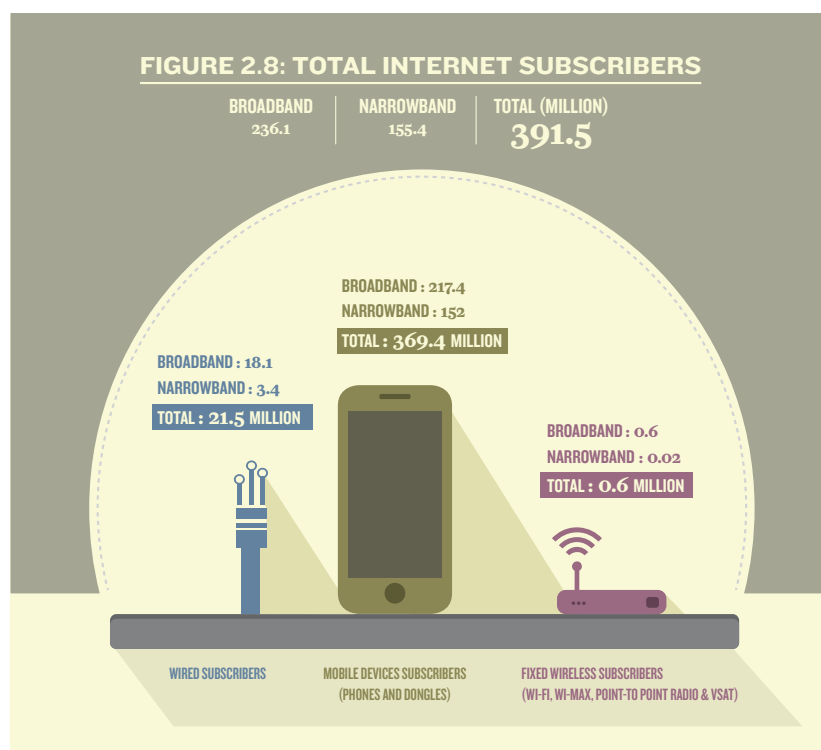 FIGURE 2.8: TOTAL INTERNET SUBSCRIBERS
BROADBAND
236.1
NARROWBAND
155.4
TOTAL (MILLION)
391.5
BROADBAND : 217.4
NARROWBAND : 152
TOTAL : 369.4 MILLION
BROADBAND : 18.1
NARROWBAND : 3.4
TOTAL : 21.5 MILLION
BROADBAND : 0.6
NARROWBAND : 0.02
TOTAL : 0.6 MILLION
WIRED SUBSCRIBERS
MOBILE DEVICES SUBSCRIBERS
(PHONES AND DONGLES)
FIXED WIRELESS SUBSCRIBERS
(WI-FI, WI-MAX, POINT-TO POINT RADIO & VSAT)